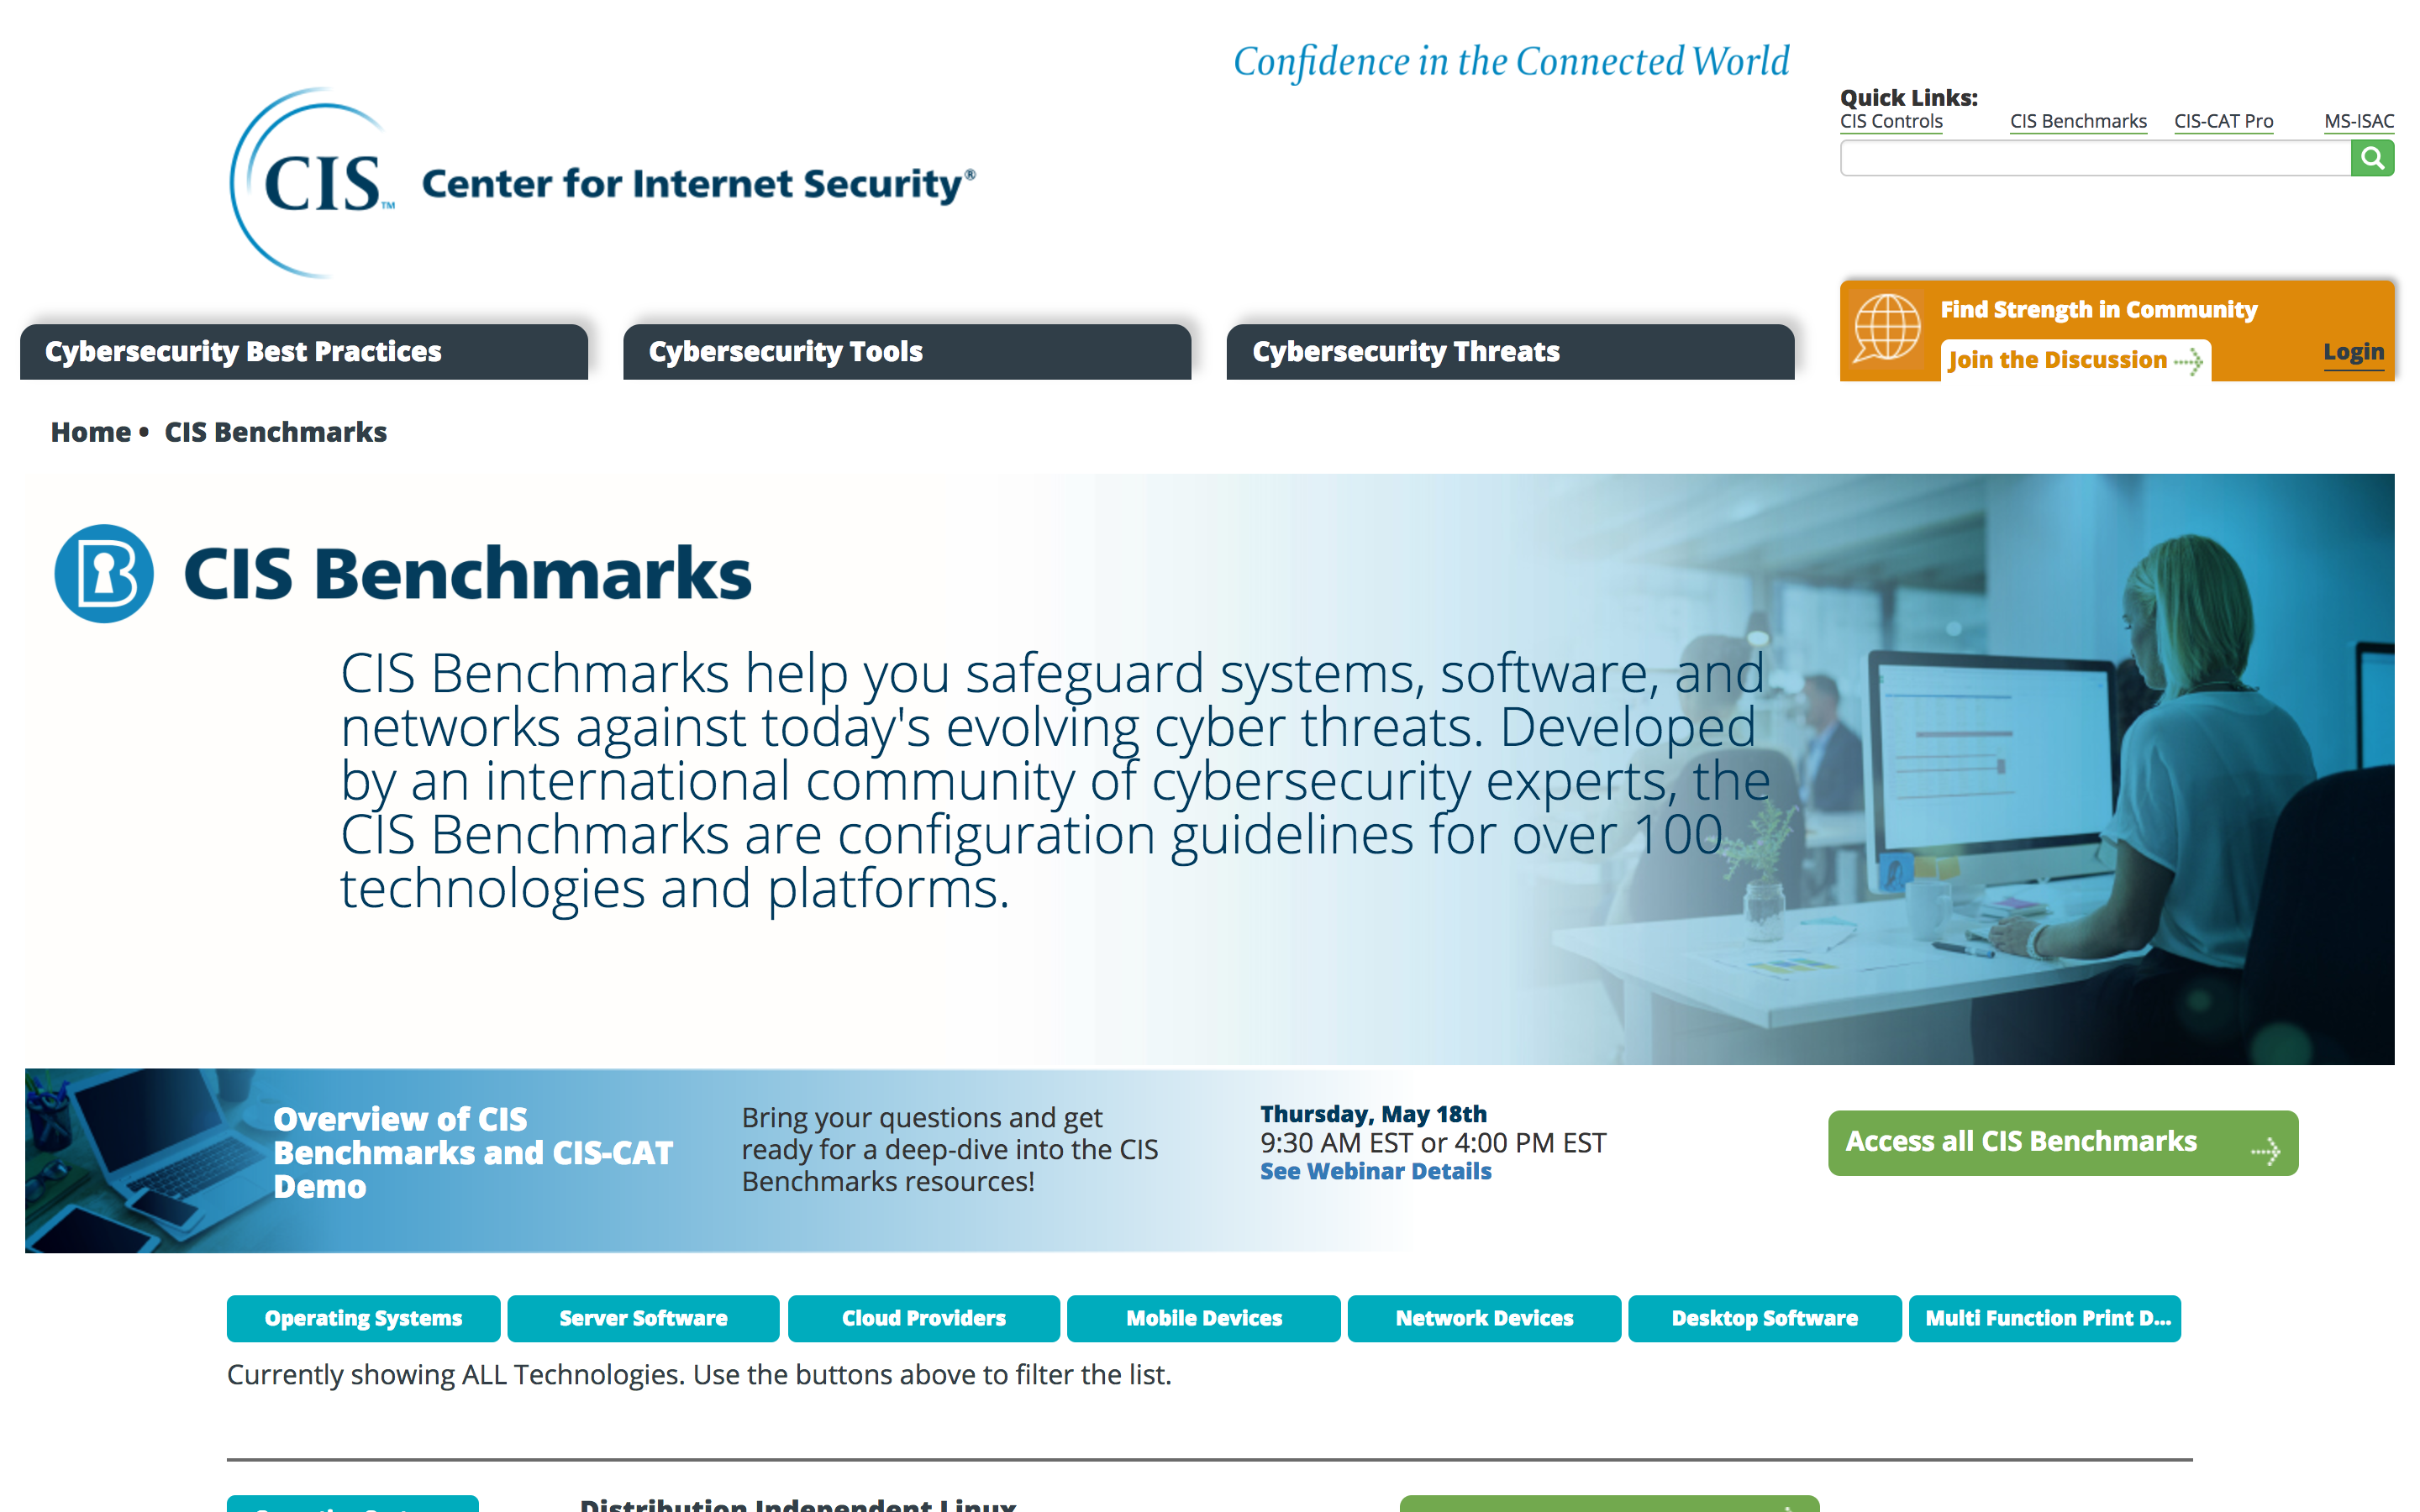 Confidence in the Connected World
Quick Links:
CIS Controls CIS Benchmarks CIS-CAT Pro MS-ISAC
CIS™ Center for Internet Security®
Find Strength in Community
Join the Discussion
Login
Cybersecurity Best Practices
Cybersecurity Tools
Cybersecurity Threats
Home • CIS Benchmarks
B CIS Benchmarks
CIS Benchmarks help you safeguard systems, software, and
networks against today's evolving cyber threats. Developed
by an international community of cybersecurity experts, the
CIS Benchmarks are configuration guidelines for over 100
technologies and platforms.
Overview of CIS
Benchmarks and CIS-CAT
Demo
Bring your questions and get
ready for a deep-dive into the CIS
Benchmarks resources!
Thursday, May 18th
9:30 AM EST or 4:00 PM EST
See Webinar Details
Access all CIS Benchmarks
Operating Systems
Server Software
Cloud Providers
Mobile Devices
Network Devices
Desktop Software
Multi Function Print D...
Currently showing ALL Technologies. Use the buttons above to filter the list.
Distribution Independent Linux